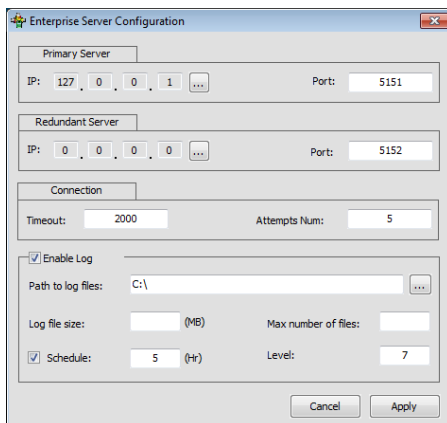 Enterprise Server Configuration
Primary Server
IP: 127 . 0 . 0 . 1 ... Port: 5151
Redundant Server
IP: 0 . 0 . 0 . 0 ... Port: 5152
Connection
Timeout: 2000 Attempts Num: 5
Enable Log
Path to log files: C:\ ...
Log file size: (MB) Max number of files:
Schedule: 5 (Hr) Level: 7
Cancel Apply